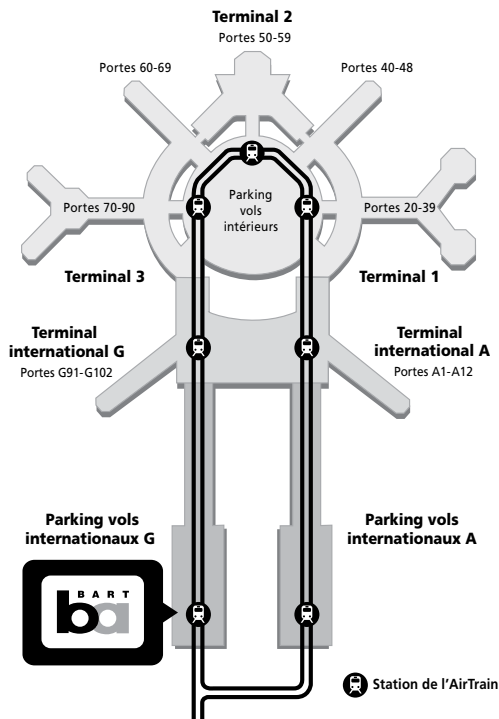 Terminal 2
Portes 50-59
Portes 60-69
Portes 40-48
Parking
vols
intérieurs
Portes 70-90
Portes 20-39
Terminal 3
Terminal 1
Terminal
international G
Portes G91-G102
Terminal
international A
Portes A1-A12
Parking vols
internationaux G
Parking vols
internationaux A
BART
ba
Station de l'AirTrain